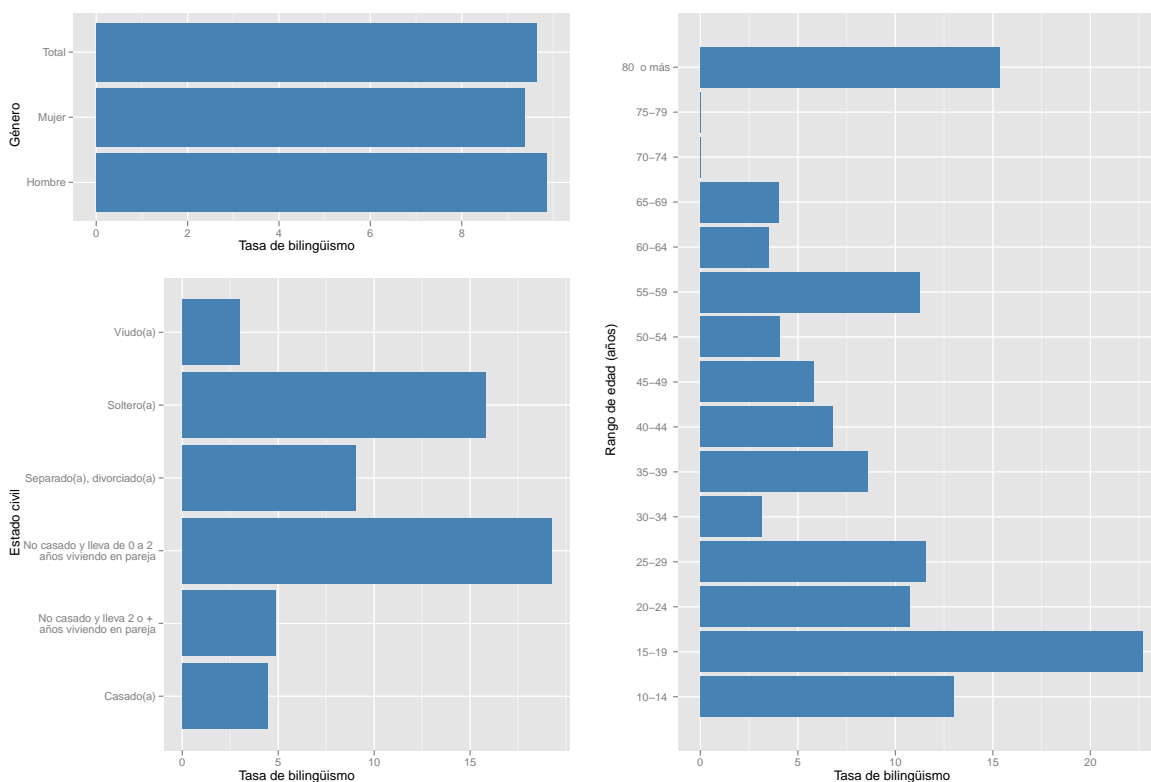 Género
Total
Mujer
Hombre
0 2 4 6 8
Tasa de bilingüismo
Estado civil
Viudo(a)
Soltero(a)
Separado(a), divorciado(a)
No casado y lleva de 0 a 2
años viviendo en pareja
No casado y lleva 2 o +
años viviendo en pareja
Casado(a)
0 5 10 15
Tasa de bilingüismo
Rango de edad (años)
80 o más
75−79
70−74
65−69
60−64
55−59
50−54
45−49
40−44
35−39
30−34
25−29
20−24
15−19
10−14
0 5 10 15 20
Tasa de bilingüismo